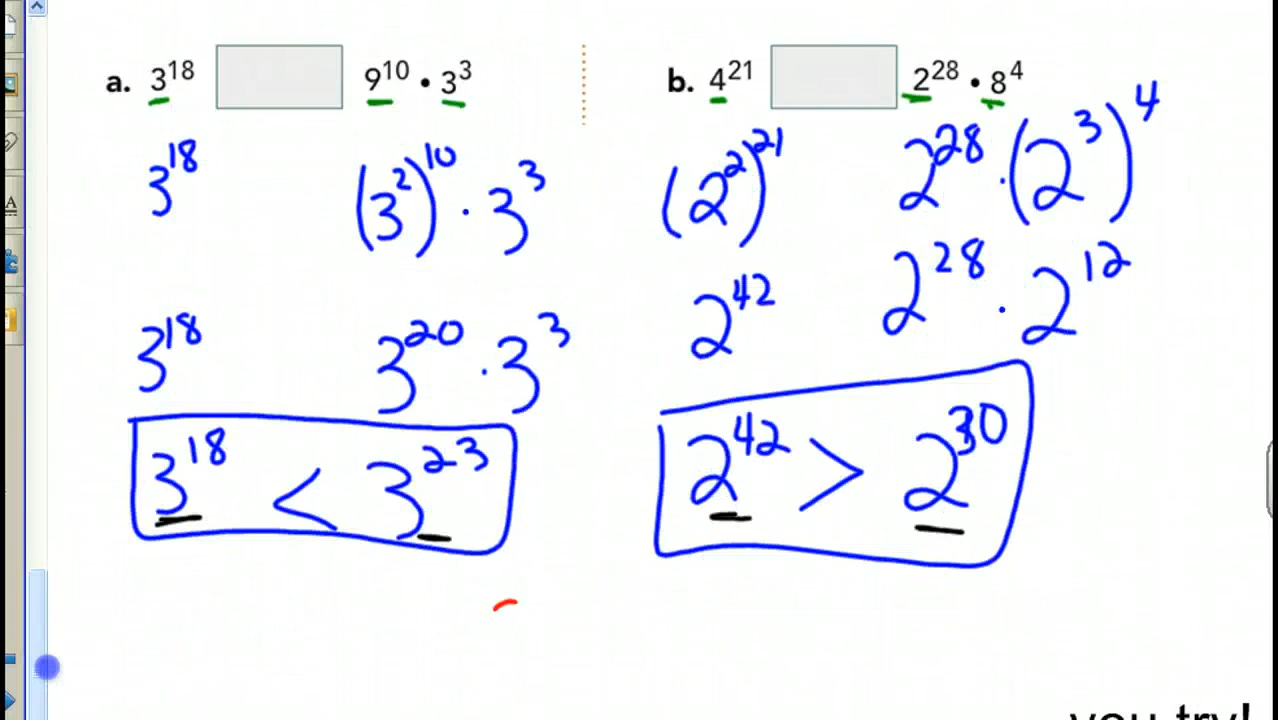 a. 3^18 9^10 • 3^3
3^18 (3^2)^10 · 3^3
3^18 3^20 · 3^3
3^18 < 3^23
b. 4^21 2^28 • 8^4
(2^2)^21 2^28 · (2^3)^4
2^42 2^28 · 2^12
2^42 > 2^30
you try!